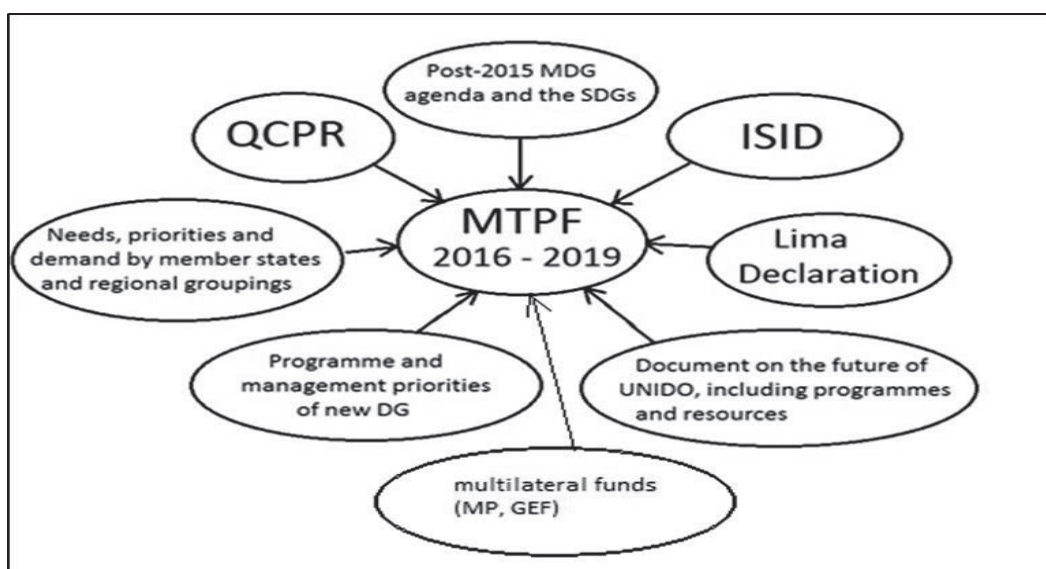 Post-2015 MDG
agenda and the SDGs
QCPR
ISID
MTPF
2016 - 2019
Needs, priorities and
demand by member states
and regional groupings
Lima
Declaration
Programme and
management priorities
of new DG
Document on the future of
UNIDO, including programmes
and resources
multilateral funds
(MP, GEF)